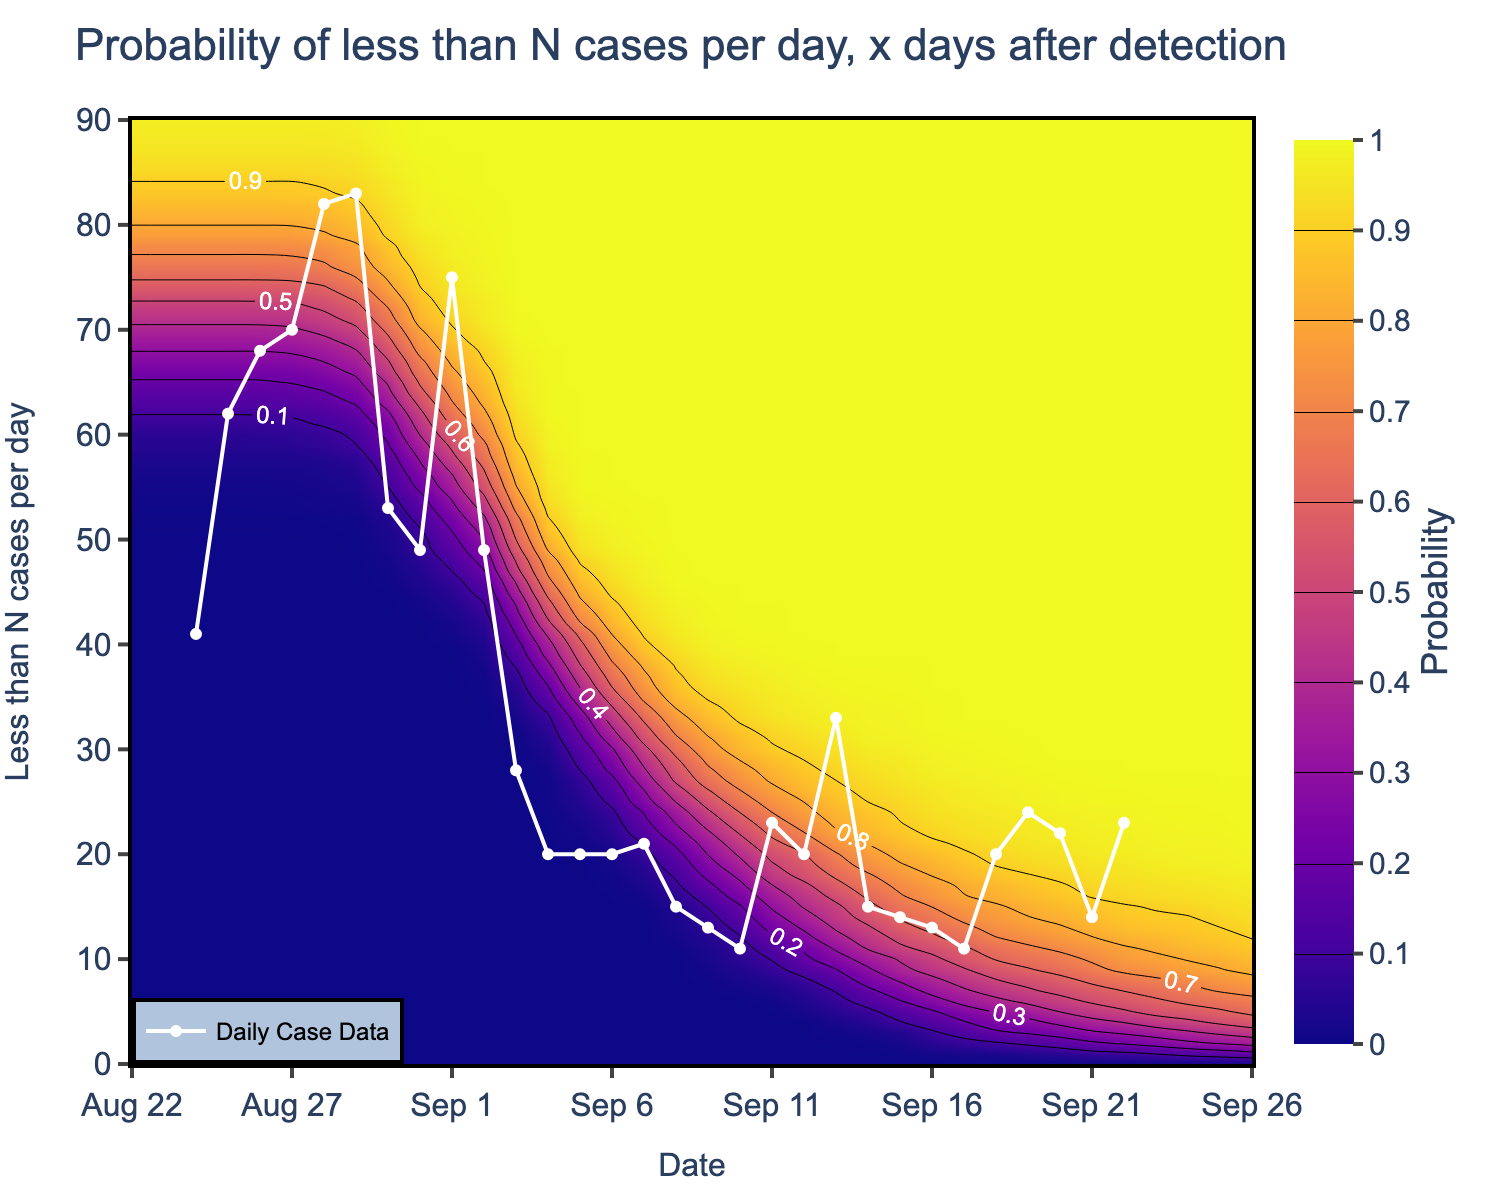 Probability of less than N cases per day, x days after detection
Less than N cases per day
90
80
70
60
50
40
30
20
10
0
0.9
0.5
0.1
0.6
0.4
0.8
0.2
0.7
0.3
Daily Case Data
Aug 22
Aug 27
Sep 1
Sep 6
Sep 11
Sep 16
Sep 21
Sep 26
Date
1
0.9
0.8
0.7
0.6
0.5
0.4
0.3
0.2
0.1
0
Probability